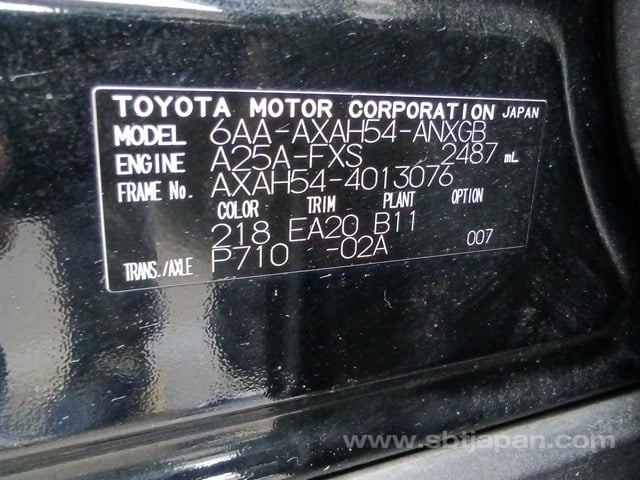 TOYOTA MOTOR CORPORATION JAPAN
MODEL 6AA-AXAH54-ANXGB
ENGINE A25A-FXS 2487 mL
FRAME No. AXAH54-4013076
COLOR TRIM PLANT OPTION
218 EA20 B11
TRANS./AXLE P710 -02A 007
www.sbtjapan.com